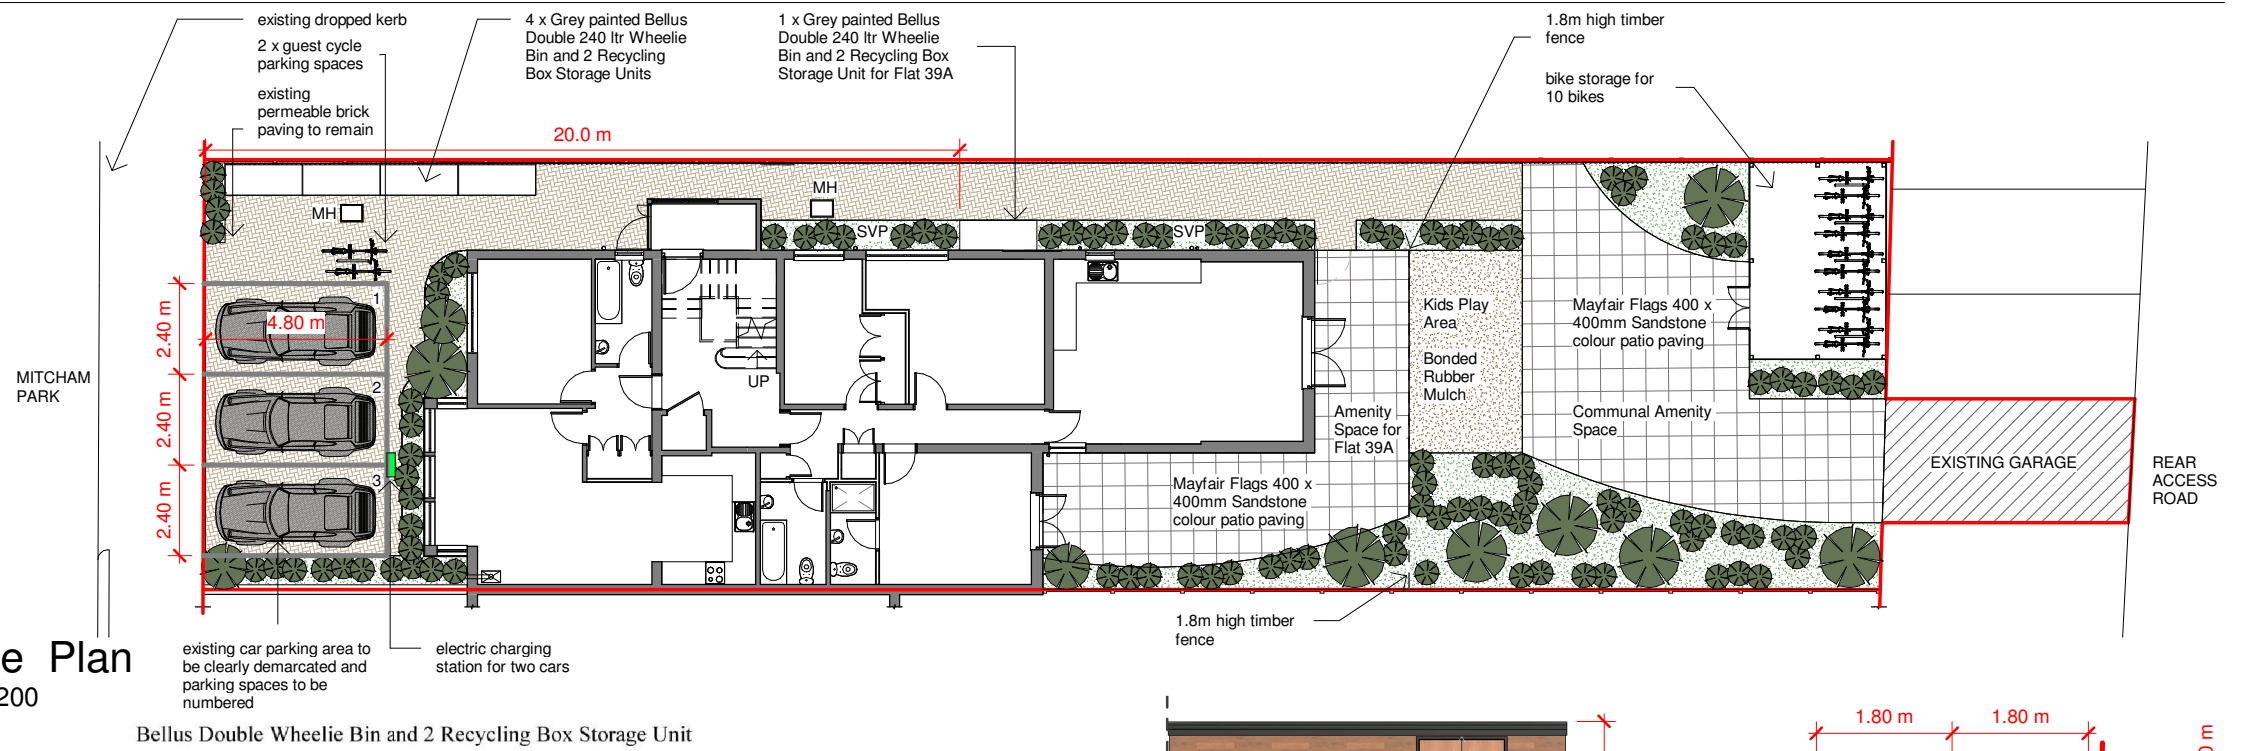 existing dropped kerb
2 x guest cycle
parking spaces
existing
permeable brick
paving to remain
4 x Grey painted Bellus
Double 240 ltr Wheelie
Bin and 2 Recycling
Box Storage Units
1 x Grey painted Bellus
Double 240 ltr Wheelie
Bin and 2 Recycling Box
Storage Unit for Flat 39A
1.8m high timber
fence
bike storage for
10 bikes
20.0 m
MH
MH
SVP
SVP
1
4.80 m
2.40 m
2
2.40 m
3
2.40 m
MITCHAM
PARK
UP
Kids Play
Area
Bonded
Rubber
Mulch
Mayfair Flags 400 x
400mm Sandstone
colour patio paving
Amenity
Space for
Flat 39A
Communal Amenity
Space
Mayfair Flags 400 x
400mm Sandstone
colour patio paving
EXISTING GARAGE
REAR
ACCESS
ROAD
1.8m high timber
fence
existing car parking area to
be clearly demarcated and
parking spaces to be
numbered
electric charging
station for two cars
e Plan
200
Bellus Double Wheelie Bin and 2 Recycling Box Storage Unit
1.80 m
1.80 m
0 m